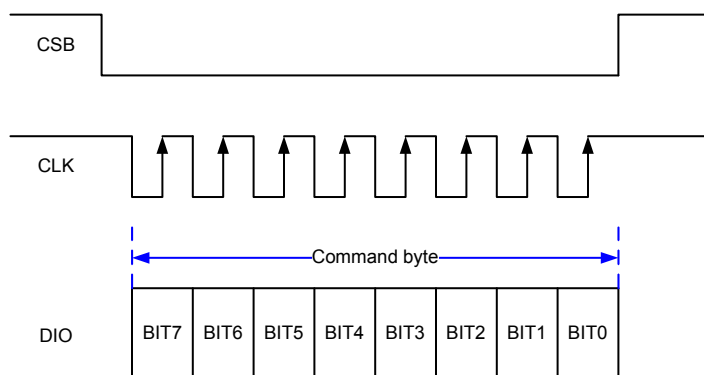 CSB
CLK
Command byte
DIO BIT7 BIT6 BIT5 BIT4 BIT3 BIT2 BIT1 BIT0